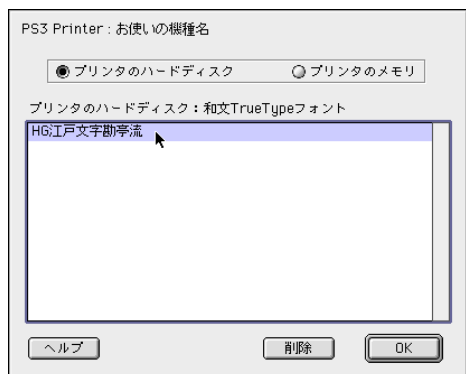 PS3 Printer : お使いの機種名
プリンタのハードディスク プリンタのメモリ
プリンタのハードディスク：和文TrueTypeフォント
HG江戸文字勘亭流
ヘルプ 削除 OK